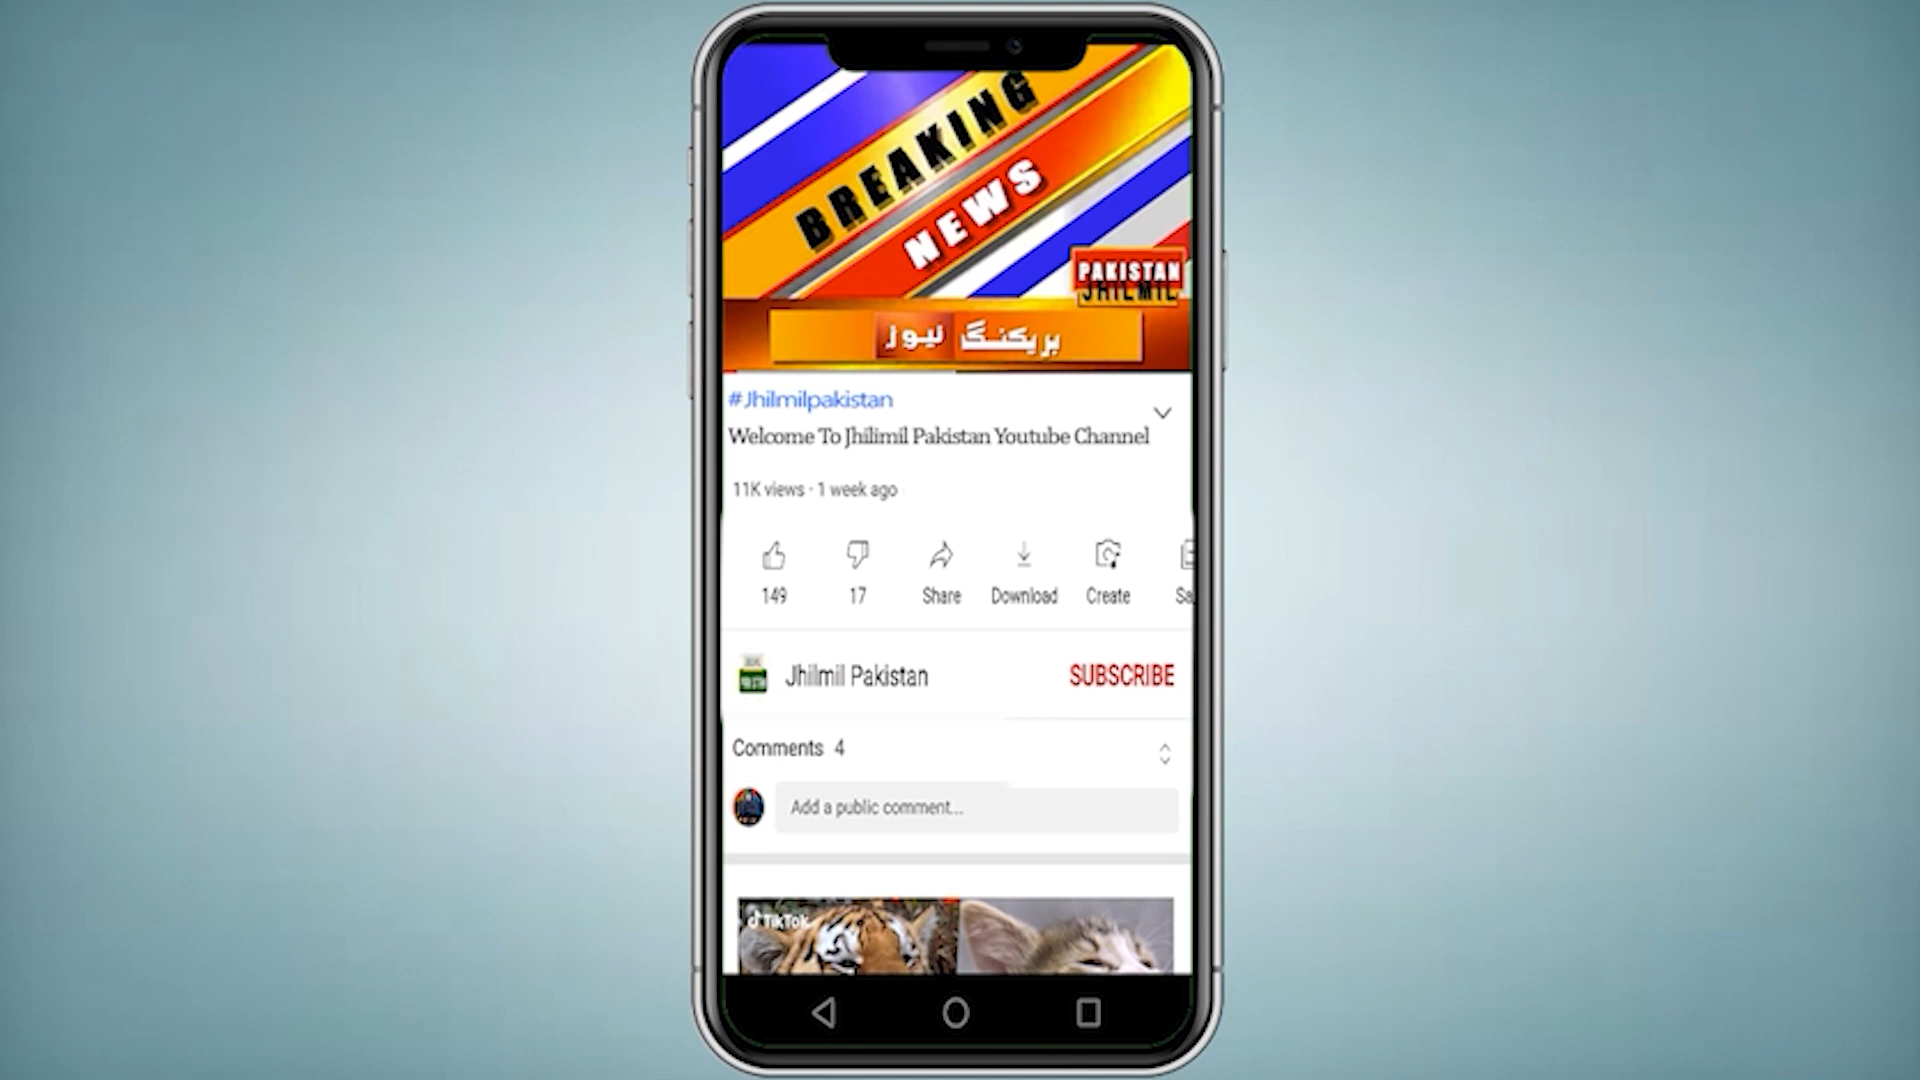 BREAKING
NEWS
PAKISTAN
JHILMIL
بریکنگ نیوز
#Jhilmilpakistan
Welcome To Jhilimil Pakistan Youtube Channel
11K views · 1 week ago
149
17
Share
Download
Create
Sa
Jhilmil Pakistan
SUBSCRIBE
Comments 4
Add a public comment...
TikTok